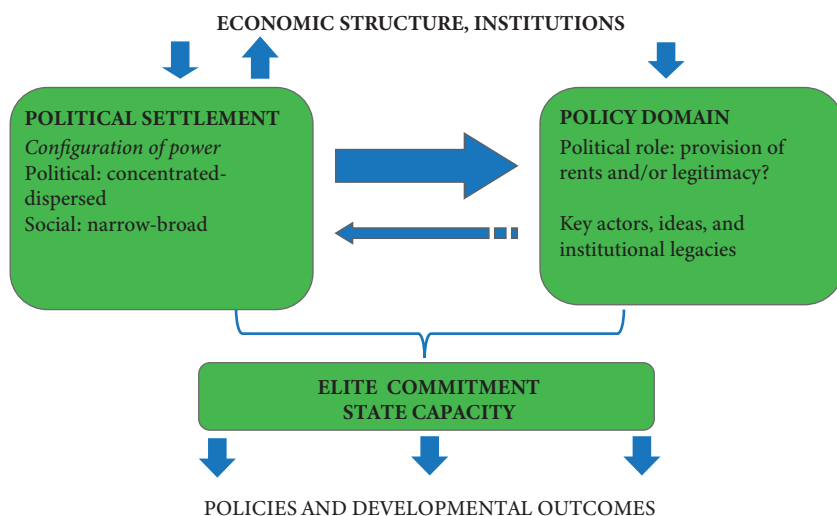 ECONOMIC STRUCTURE, INSTITUTIONS
POLITICAL SETTLEMENT
Configuration of power
Political: concentrated-
dispersed
Social: narrow-broad
POLICY DOMAIN
Political role: provision of
rents and/or legitimacy?
Key actors, ideas, and
institutional legacies
ELITE COMMITMENT
STATE CAPACITY
POLICIES AND DEVELOPMENTAL OUTCOMES